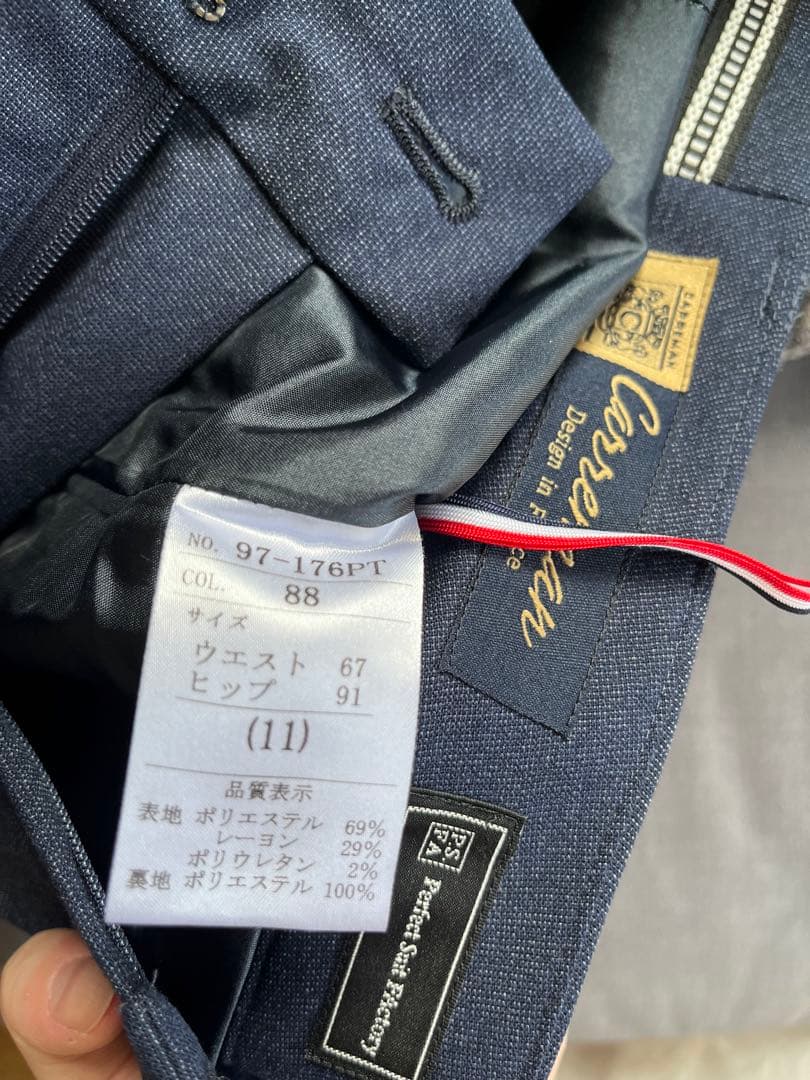 NO. 97-176PT
COL. 88
サイズ
ウエスト 67
ヒップ 91
(11)
品質表示
表地 ポリエステル 69%
レーヨン 29%
ポリウレタン 2%
裏地 ポリエステル 100%
CARREMAN
C
Carreman
Design in France
P.S.
F.A
Perfect Suit Factory